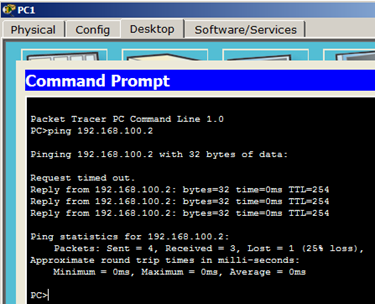 PC1
Physical Config Desktop Software/Services
Command Prompt
Packet Tracer PC Command Line 1.0
PC>ping 192.168.100.2
Pinging 192.168.100.2 with 32 bytes of data:
Request timed out.
Reply from 192.168.100.2: bytes=32 time=0ms TTL=254
Reply from 192.168.100.2: bytes=32 time=0ms TTL=254
Reply from 192.168.100.2: bytes=32 time=0ms TTL=254
Ping statistics for 192.168.100.2:
Packets: Sent = 4, Received = 3, Lost = 1 (25% loss),
Approximate round trip times in milli-seconds:
Minimum = 0ms, Maximum = 0ms, Average = 0ms
PC>